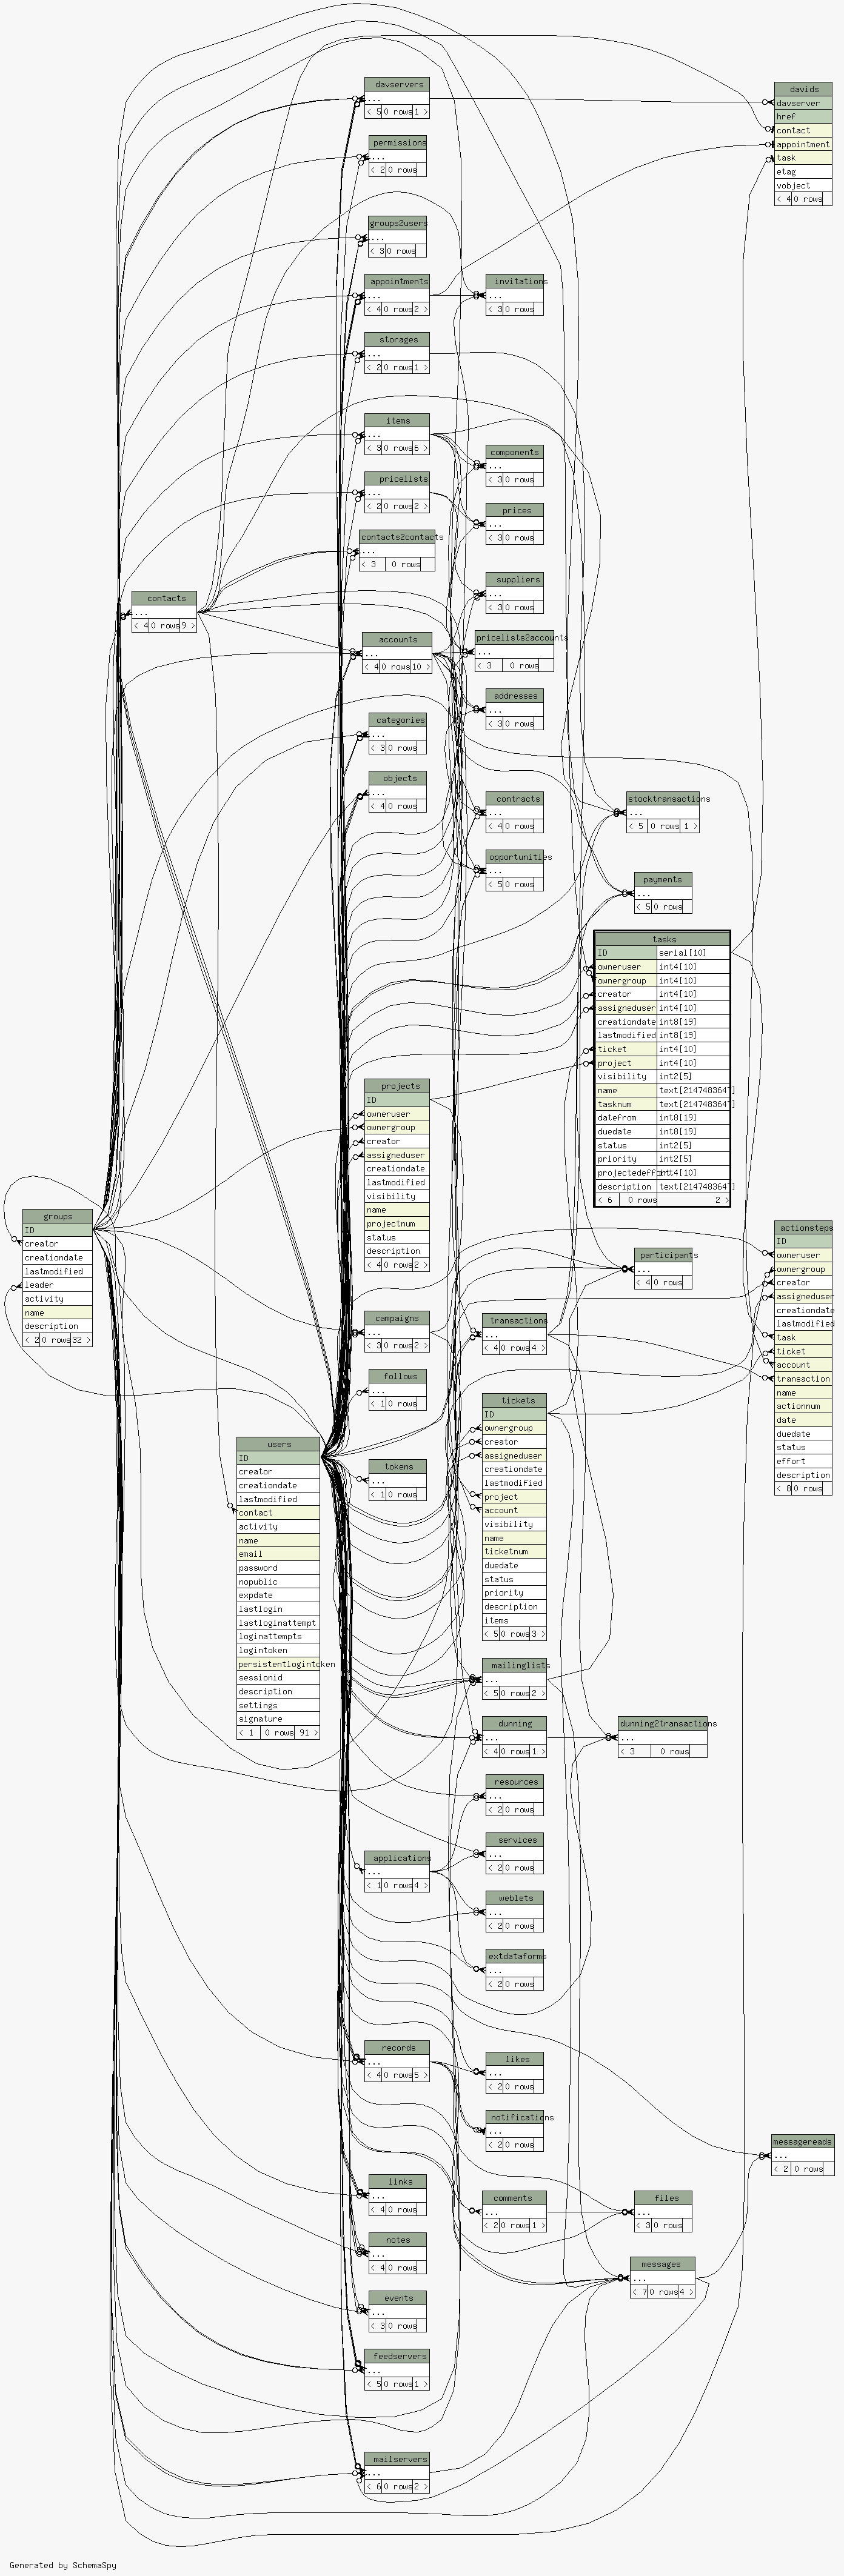 davservers
...
< 5 0 rows 1 >
davids
davserver
href
contact
appointment
task
etag
vobject
< 4 0 rows
permissions
...
< 2 0 rows
groups2users
...
< 3 0 rows
appointments
...
< 4 0 rows 2 >
invitations
...
< 3 0 rows
storages
...
< 2 0 rows 1 >
items
...
< 3 0 rows 6 >
components
...
< 3 0 rows
pricelists
...
< 2 0 rows 2 >
prices
...
< 3 0 rows
contacts2contacts
...
< 3 0 rows
suppliers
...
< 3 0 rows
contacts
...
< 4 0 rows 9 >
accounts
...
< 4 0 rows 10 >
pricelists2accounts
...
< 3 0 rows
addresses
...
< 3 0 rows
categories
...
< 3 0 rows
objects
...
< 4 0 rows
contracts
...
< 4 0 rows
stocktransactions
...
< 5 0 rows 1 >
opportunities
...
< 5 0 rows
payments
...
< 5 0 rows
tasks
ID serial[10]
owneruser int4[10]
ownergroup int4[10]
creator int4[10]
assigneduser int4[10]
creationdate int8[19]
lastmodified int8[19]
ticket int4[10]
project int4[10]
visibility int2[5]
name text[2147483647]
tasknum text[2147483647]
datefrom int8[19]
duedate int8[19]
status int2[5]
priority int2[5]
projectedeffort int4[10]
description text[2147483647]
< 6 0 rows 2 >
projects
ID
owneruser
ownergroup
creator
assigneduser
creationdate
lastmodified
visibility
name
projectnum
status
description
< 4 0 rows 2 >
groups
ID
creator
creationdate
lastmodified
leader
activity
name
description
< 2 0 rows 32 >
actionsteps
ID
owneruser
ownergroup
creator
assigneduser
creationdate
lastmodified
task
ticket
account
transaction
name
actionnum
date
duedate
status
effort
description
< 8 0 rows
participants
...
< 4 0 rows
campaigns
...
< 3 0 rows 2 >
transactions
...
< 4 0 rows 4 >
follows
...
< 1 0 rows
tickets
ID
ownergroup
creator
assigneduser
creationdate
lastmodified
project
account
visibility
name
ticketnum
duedate
status
priority
description
items
< 5 0 rows 3 >
users
ID
creator
creationdate
lastmodified
contact
activity
name
email
password
nopublic
expdate
lastlogin
lastloginattempt
loginattempts
logintoken
persistentlogintoken
sessionid
description
settings
signature
< 1 0 rows 91 >
tokens
...
< 1 0 rows
mailinglists
...
< 5 0 rows 2 >
dunning
...
< 4 0 rows 1 >
dunning2transactions
...
< 3 0 rows
resources
...
< 2 0 rows
services
...
< 2 0 rows
applications
...
< 1 0 rows 4 >
weblets
...
< 2 0 rows
extdataforms
...
< 2 0 rows
records
...
< 4 0 rows 5 >
likes
...
< 2 0 rows
notifications
...
< 2 0 rows
messagereads
...
< 2 0 rows
links
...
< 4 0 rows
comments
...
< 2 0 rows 1 >
files
...
< 3 0 rows
notes
...
< 4 0 rows
messages
...
< 7 0 rows 4 >
events
...
< 3 0 rows
feedservers
...
< 5 0 rows 1 >
mailservers
...
< 6 0 rows 2 >
Generated by SchemaSpy